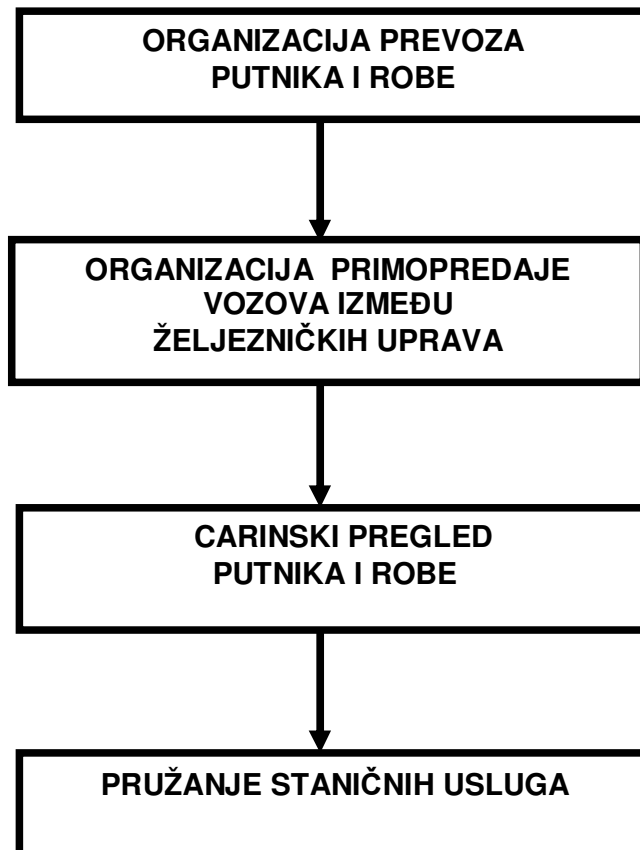 ORGANIZACIJA PREVOZA
PUTNIKA I ROBE
ORGANIZACIJA PRIMOPREDAJE
VOZOVA IZMEĐU
ŽELJEZNIČKIH UPRAVA
CARINSKI PREGLED
PUTNIKA I ROBE
PRUŽANJE STANIČNIH USLUGA